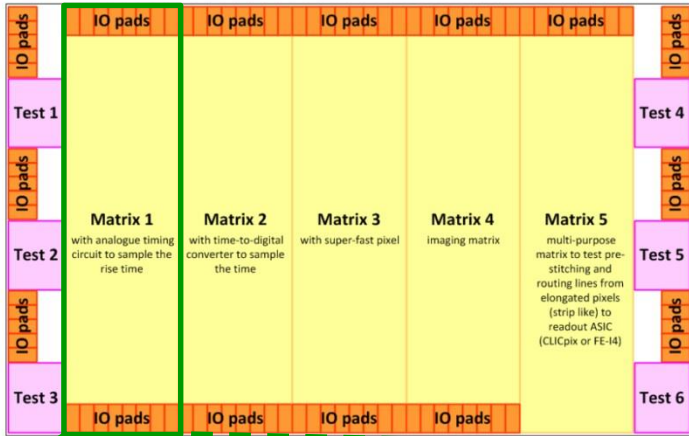 IO pads
IO pads
IO pads
IO pads
IO pads
IO pads
IO pads
Test 1
Test 4
IO pads
IO pads
Matrix 1
with analogue timing
circuit to sample the
rise time
Matrix 2
with time-to-digital
converter to sample
the time
Matrix 3
with super-fast pixel
Matrix 4
imaging matrix
Matrix 5
multi-purpose
matrix to test pre-
stitching and
routing lines from
elongated pixels
(strip like) to
readout ASIC
(CLICpix or FE-I4)
Test 2
Test 5
IO pads
IO pads
Test 3
Test 6
IO pads
IO pads
IO pads
IO pads